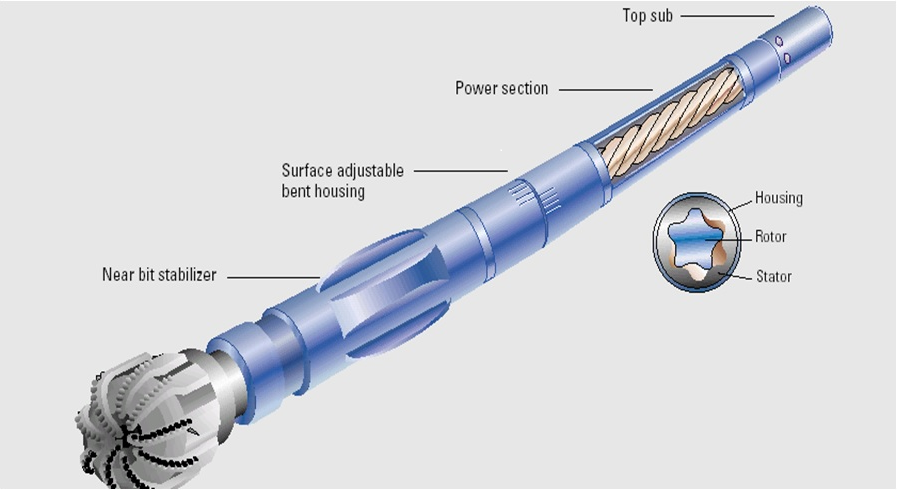 Top sub
Power section
Surface adjustable
bent housing
Housing
Rotor
Near bit stabilizer
Stator